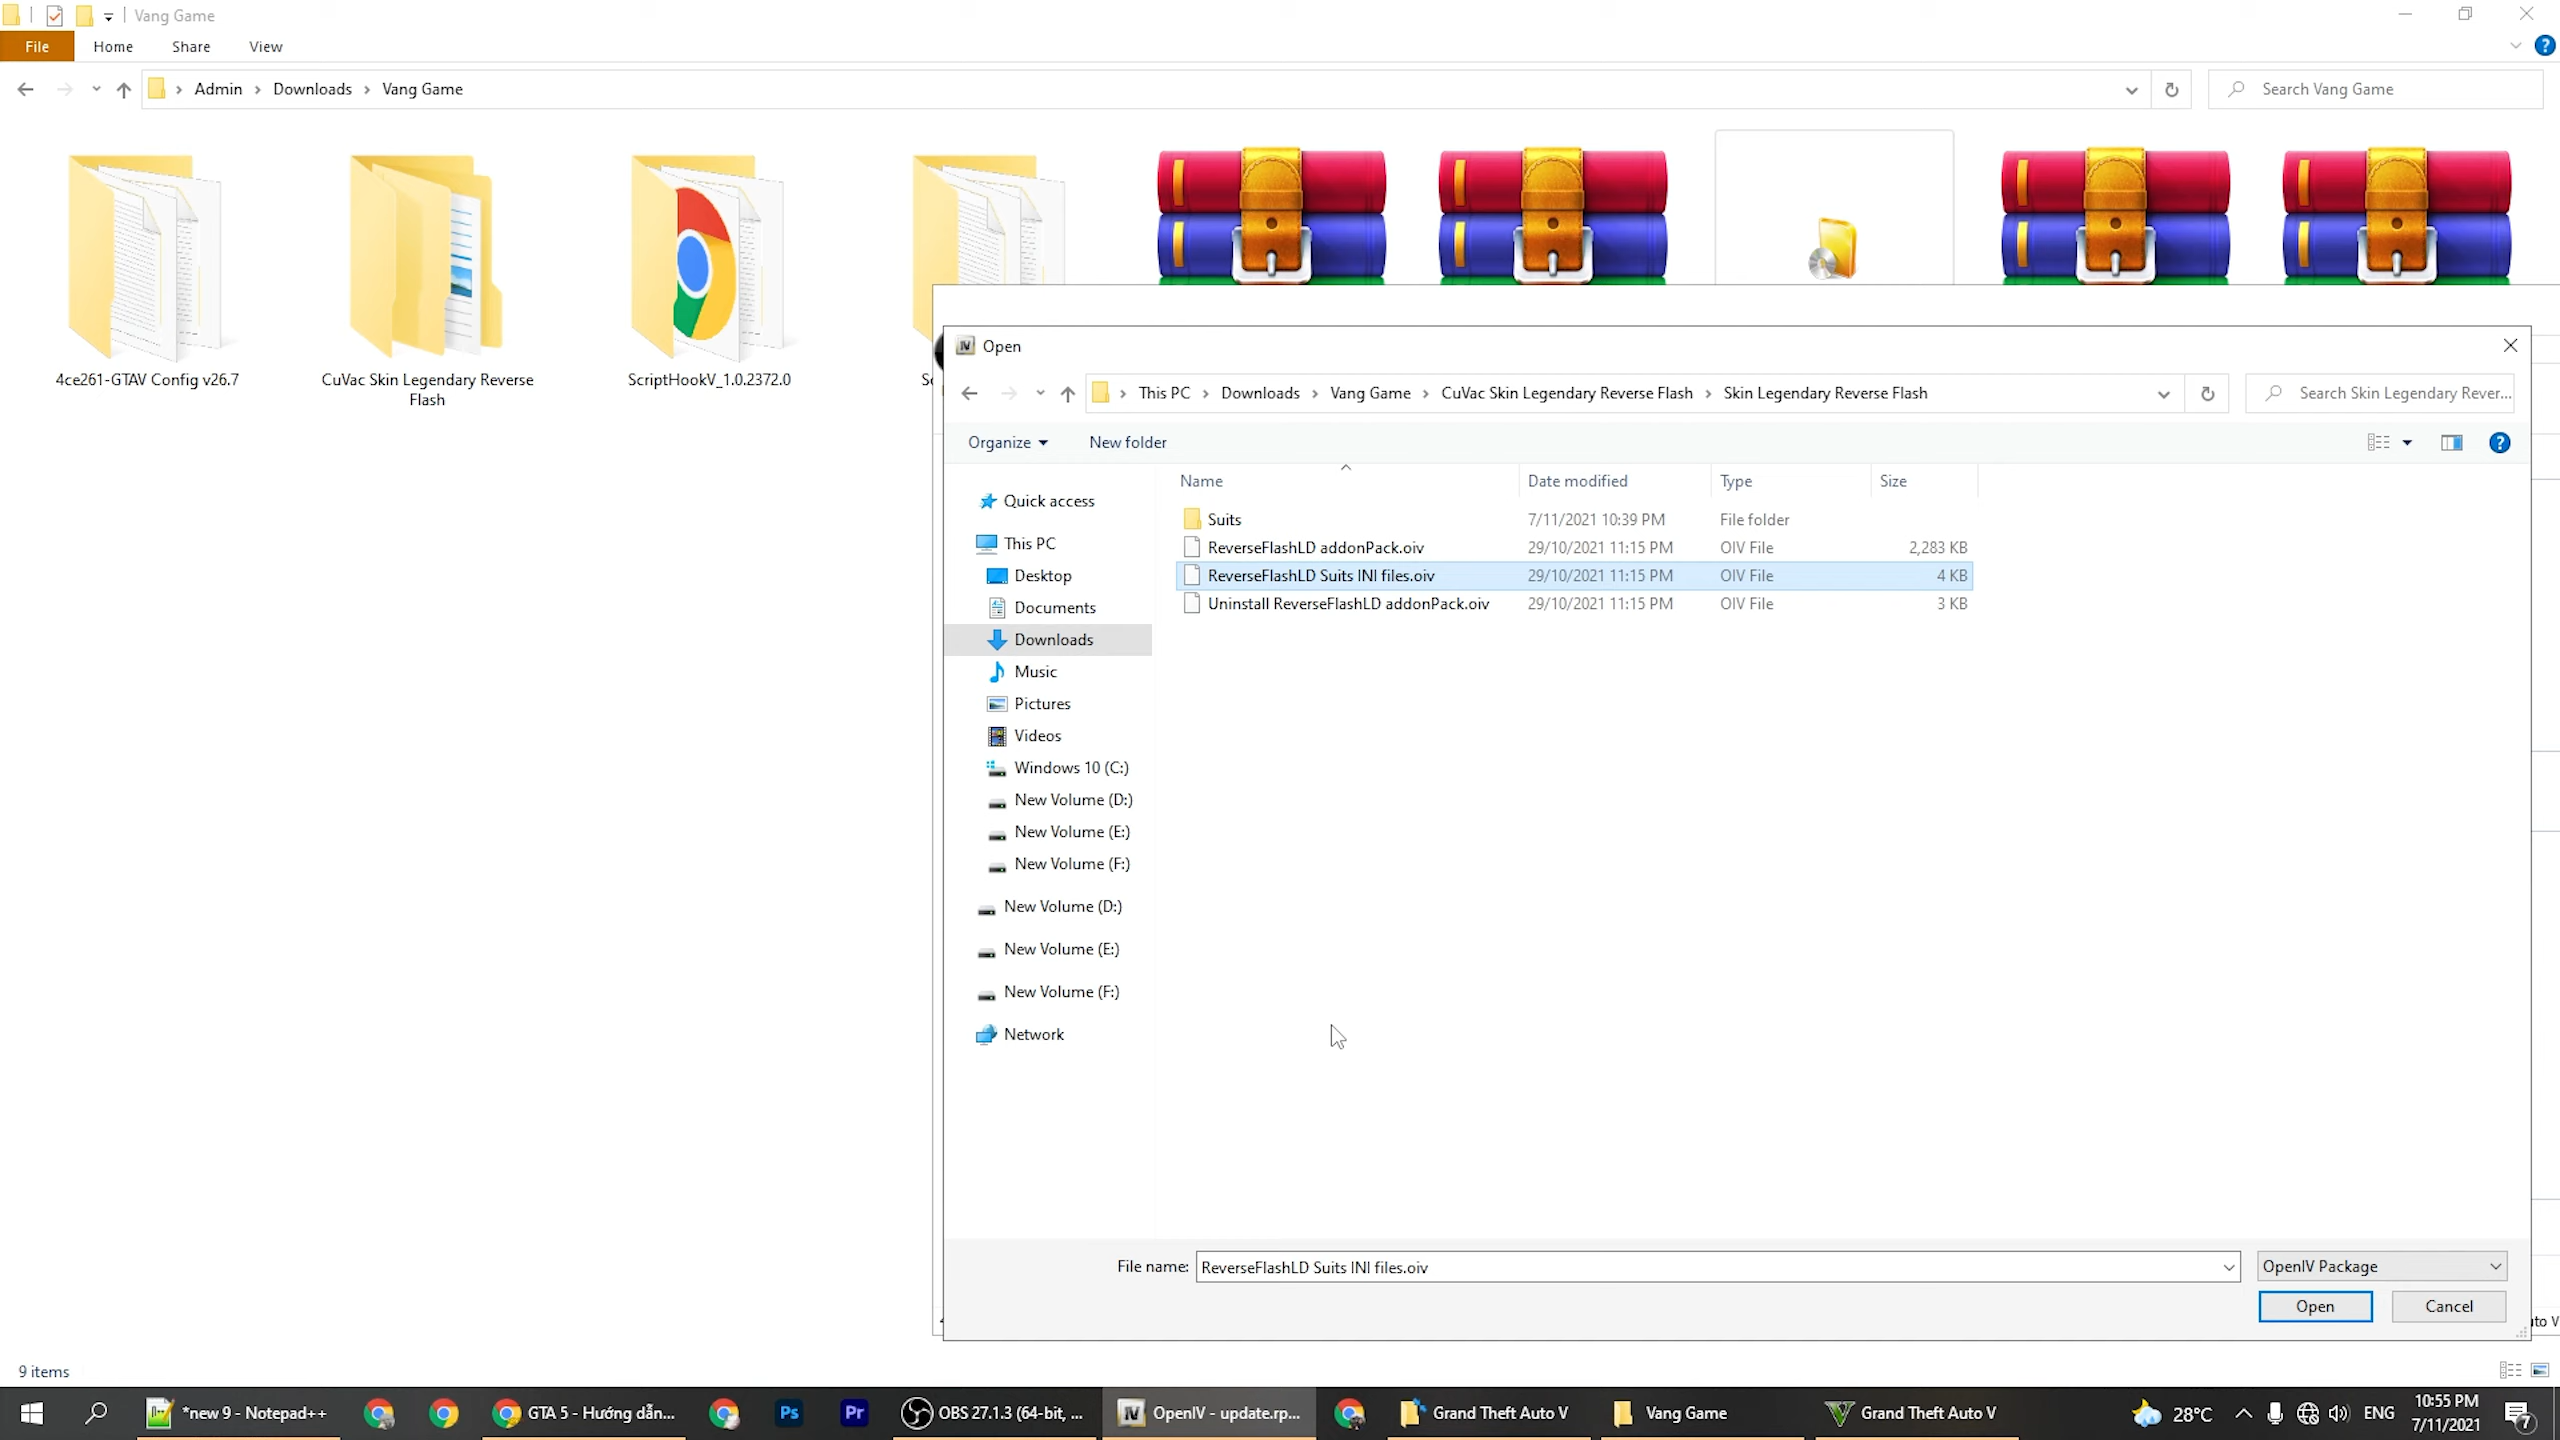 Vang Game
File Home Share View
Admin Downloads Vang Game
Search Vang Game
4ce261-GTAV Config v26.7
CuVac Skin Legendary Reverse
Flash
ScriptHookV_1.0.2372.0
Open
This PC Downloads Vang Game CuVac Skin Legendary Reverse Flash Skin Legendary Reverse Flash
Search Skin Legendary Rever...
Organize New folder
Name Date modified Type Size
Quick access
This PC
Desktop
Documents
Downloads
Music
Pictures
Videos
Windows 10 (C:)
New Volume (D:)
New Volume (E:)
New Volume (F:)
New Volume (D:)
New Volume (E:)
New Volume (F:)
Network
Suits 7/11/2021 10:39 PM File folder
ReverseFlashLD addonPack.oiv 29/10/2021 11:15 PM OIV File 2,283 KB
ReverseFlashLD Suits INI files.oiv 29/10/2021 11:15 PM OIV File 4 KB
Uninstall ReverseFlashLD addonPack.oiv 29/10/2021 11:15 PM OIV File 3 KB
File name: ReverseFlashLD Suits INI files.oiv OpenIV Package
Open Cancel
uto V
9 items
*new 9 - Notepad++
GTA 5 - Hướng dẫn...
Ps
Pr
OBS 27.1.3 (64-bit, ...
IV OpenIV - update.rp...
Grand Theft Auto V
Vang Game
Grand Theft Auto V
28°C
ENG
10:55 PM
7/11/2021
7